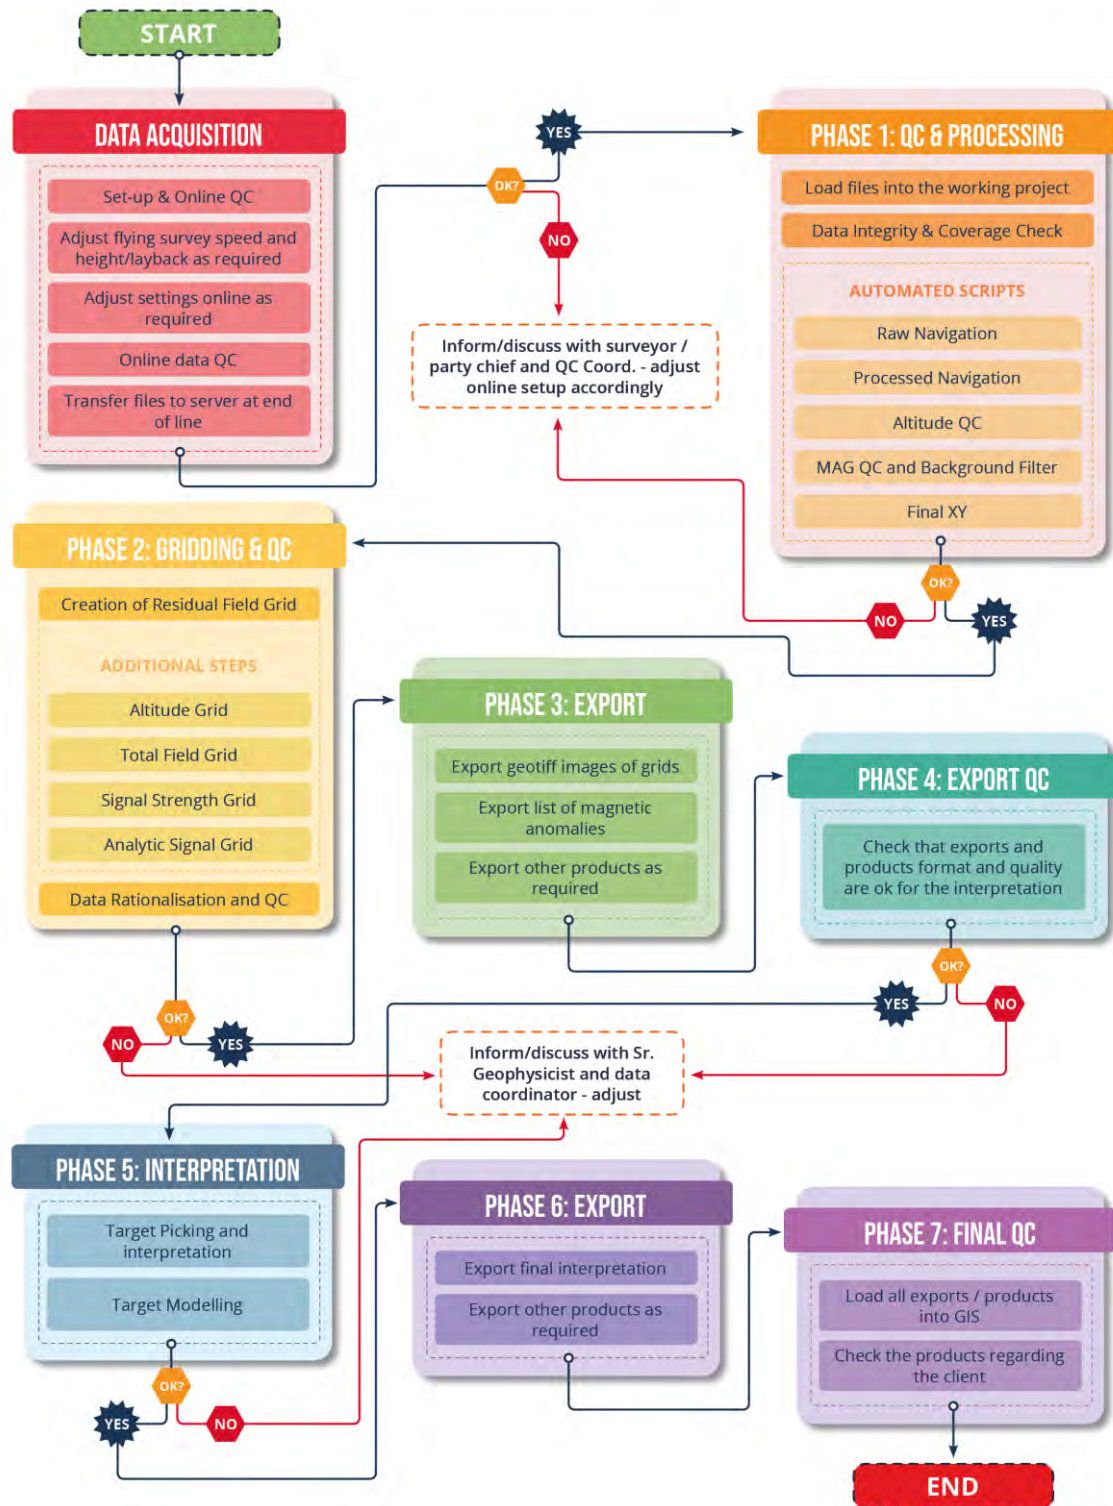 START
DATA ACQUISITION
Set-up & Online QC
Adjust flying survey speed and
height/layback as required
Adjust settings online as
required
Online data QC
Transfer files to server at end
of line
OK?
YES
NO
Inform/discuss with surveyor /
party chief and QC Coord. - adjust
online setup accordingly
PHASE 1: QC & PROCESSING
Load files into the working project
Data Integrity & Coverage Check
AUTOMATED SCRIPTS
Raw Navigation
Processed Navigation
Altitude QC
MAG QC and Background Filter
Final XY
OK?
NO
YES
PHASE 2: GRIDDING & QC
Creation of Residual Field Grid
ADDITIONAL STEPS
Altitude Grid
Total Field Grid
Signal Strength Grid
Analytic Signal Grid
Data Rationalisation and QC
OK?
NO
YES
PHASE 3: EXPORT
Export geotiff images of grids
Export list of magnetic
anomalies
Export other products as
required
PHASE 4: EXPORT QC
Check that exports and
products format and quality
are ok for the interpretation
OK?
YES
NO
Inform/discuss with Sr.
Geophysicist and data
coordinator - adjust
PHASE 5: INTERPRETATION
Target Picking and
interpretation
Target Modelling
OK?
YES
NO
PHASE 6: EXPORT
Export final interpretation
Export other products as
required
PHASE 7: FINAL QC
Load all exports / products
into GIS
Check the products regarding
the client
END